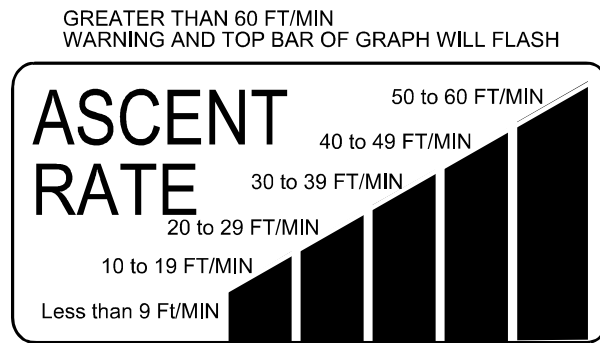 GREATER THAN 60 FT/MIN
WARNING AND TOP BAR OF GRAPH WILL FLASH
ASCENT
RATE
50 to 60 FT/MIN
40 to 49 FT/MIN
30 to 39 FT/MIN
20 to 29 FT/MIN
10 to 19 FT/MIN
Less than 9 Ft/MIN